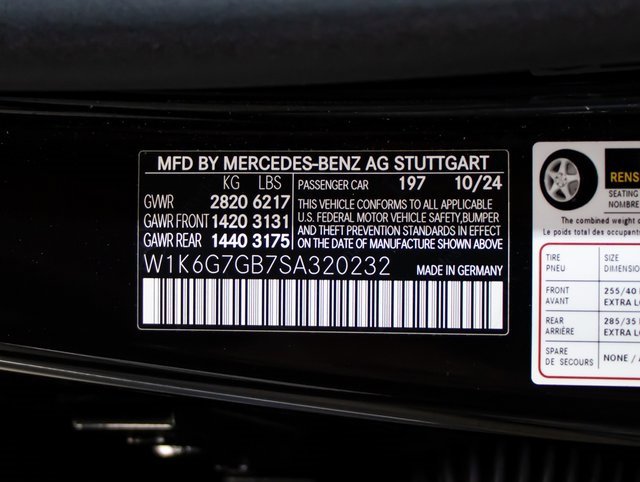 MFD BY MERCEDES-BENZ AG STUTTGART
KG LBS
GVWR 2820 6217
GAWR FRONT 1420 3131
GAWR REAR 1440 3175
PASSENGER CAR 197 10/24
THIS VEHICLE CONFORMS TO ALL APPLICABLE
U.S. FEDERAL MOTOR VEHICLE SAFETY,BUMPER
AND THEFT PREVENTION STANDARDS IN EFFECT
ON THE DATE OF MANUFACTURE SHOWN ABOVE
W1K6G7GB7SA320232 MADE IN GERMANY
RENS
SEATING
NOMBRE
The combined weight o
Le poids total des occupant
TIRE SIZE
PNEU DIMENSIO
FRONT 255/40
AVANT EXTRA LO
REAR 285/35
ARRIÈRE EXTRA LO
SPARE
DE SECOURS NONE /